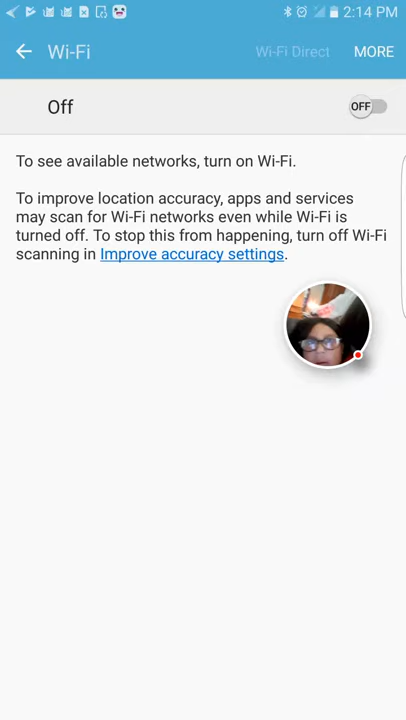 2:14 PM
Wi-Fi Wi-Fi Direct MORE
Off OFF
To see available networks, turn on Wi-Fi.
To improve location accuracy, apps and services
may scan for Wi-Fi networks even while Wi-Fi is
turned off. To stop this from happening, turn off Wi-Fi
scanning in Improve accuracy settings.